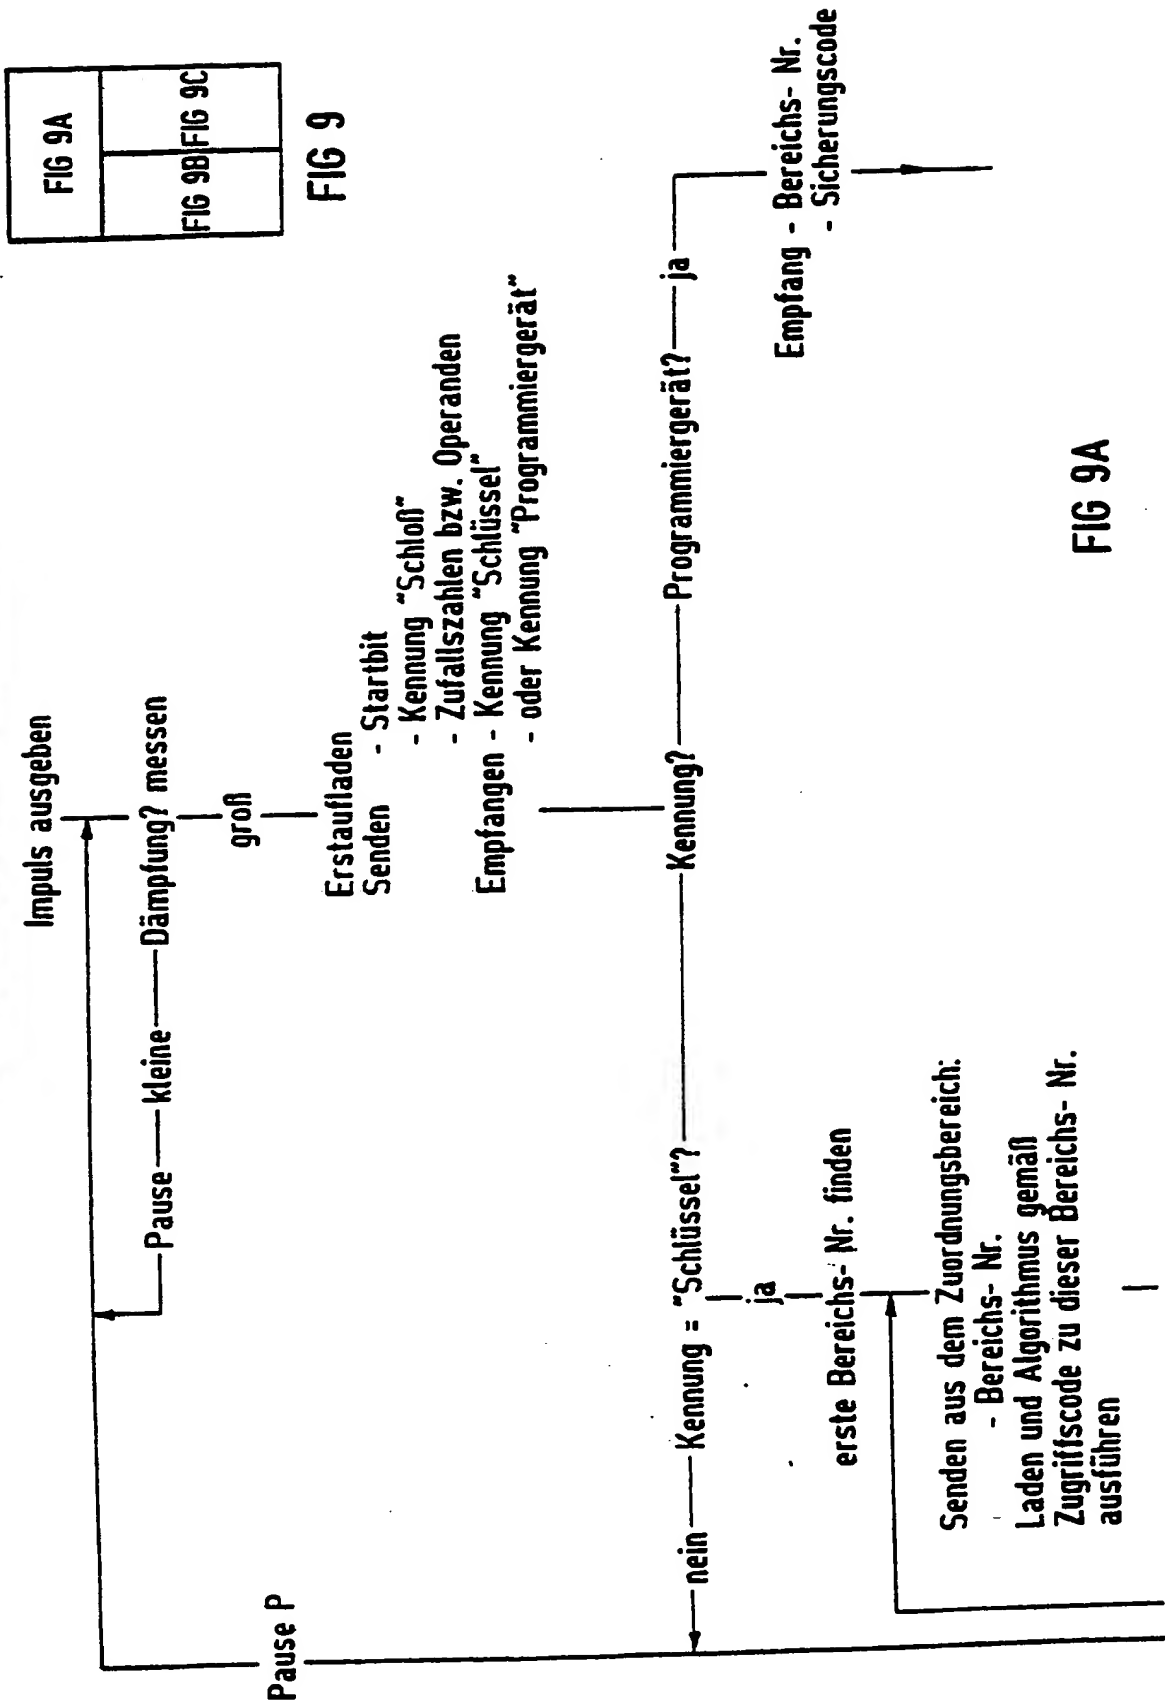 FIG 9A
FIG 9B
FIG 9C
FIG 9
Impuls ausgeben
Pause
kleine
Dämpfung? messen
groß
Erstaufladen
Senden - Startbit
- Kennung "Schloß"
- Zufallszahlen bzw. Operanden
Empfangen - Kennung "Schlüssel"
- oder Kennung "Programmiergerät"
Pause P
nein
Kennung = "Schlüssel"?
Kennung?
Programmiergerät?
ja
ja
erste Bereichs- Nr. finden
Empfang - Bereichs- Nr.
- Sicherungscode
Senden aus dem Zuordnungsbereich:
- Bereichs- Nr.
Laden und Algorithmus gemäß
Zugriffscode zu dieser Bereichs- Nr.
ausführen
FIG 9A